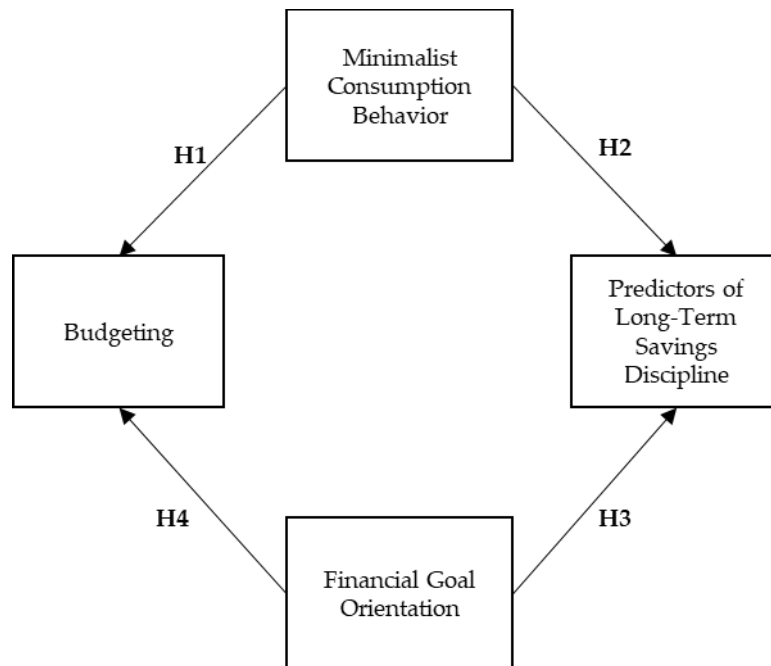 Minimalist
Consumption
Behavior
H1
H2
Budgeting
Predictors of
Long-Term
Savings
Discipline
H4
H3
Financial Goal
Orientation